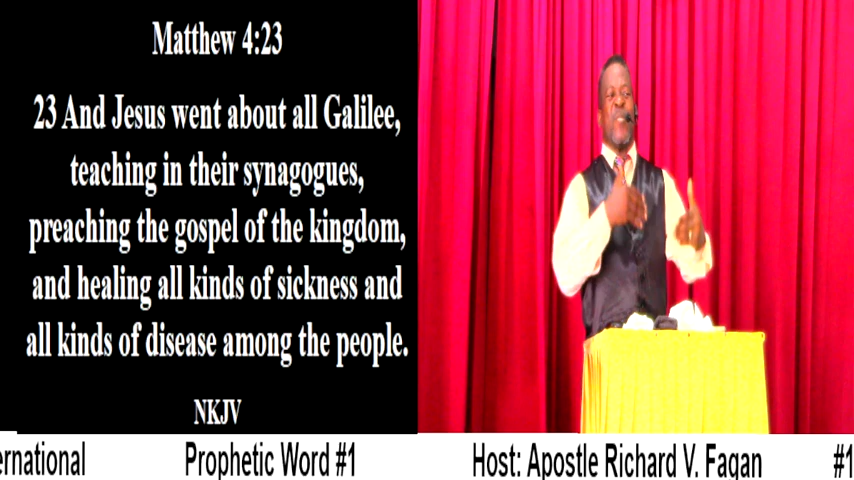 Matthew 4:23
23 And Jesus went about all Galilee,
teaching in their synagogues,
preaching the gospel of the kingdom,
and healing all kinds of sickness and
all kinds of disease among the people.
NKJV
ernational Prophetic Word #1 Host: Apostle Richard V. Fagan #1